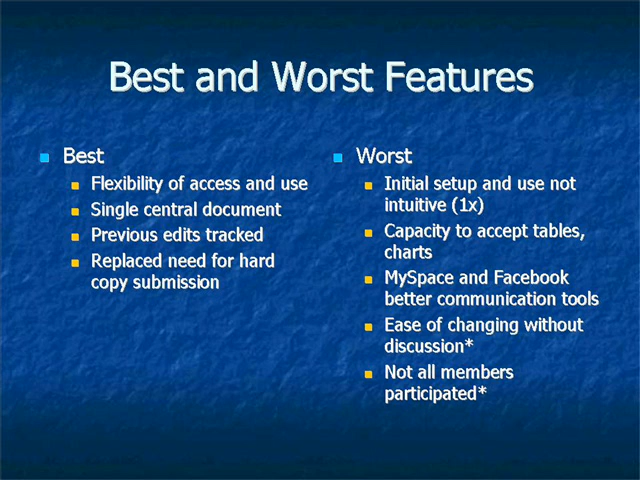 Best and Worst Features
Best
Flexibility of access and use
Single central document
Previous edits tracked
Replaced need for hard
copy submission
Worst
Initial setup and use not
intuitive (1x)
Capacity to accept tables,
charts
MySpace and Facebook
better communication tools
Ease of changing without
discussion*
Not all members
participated*